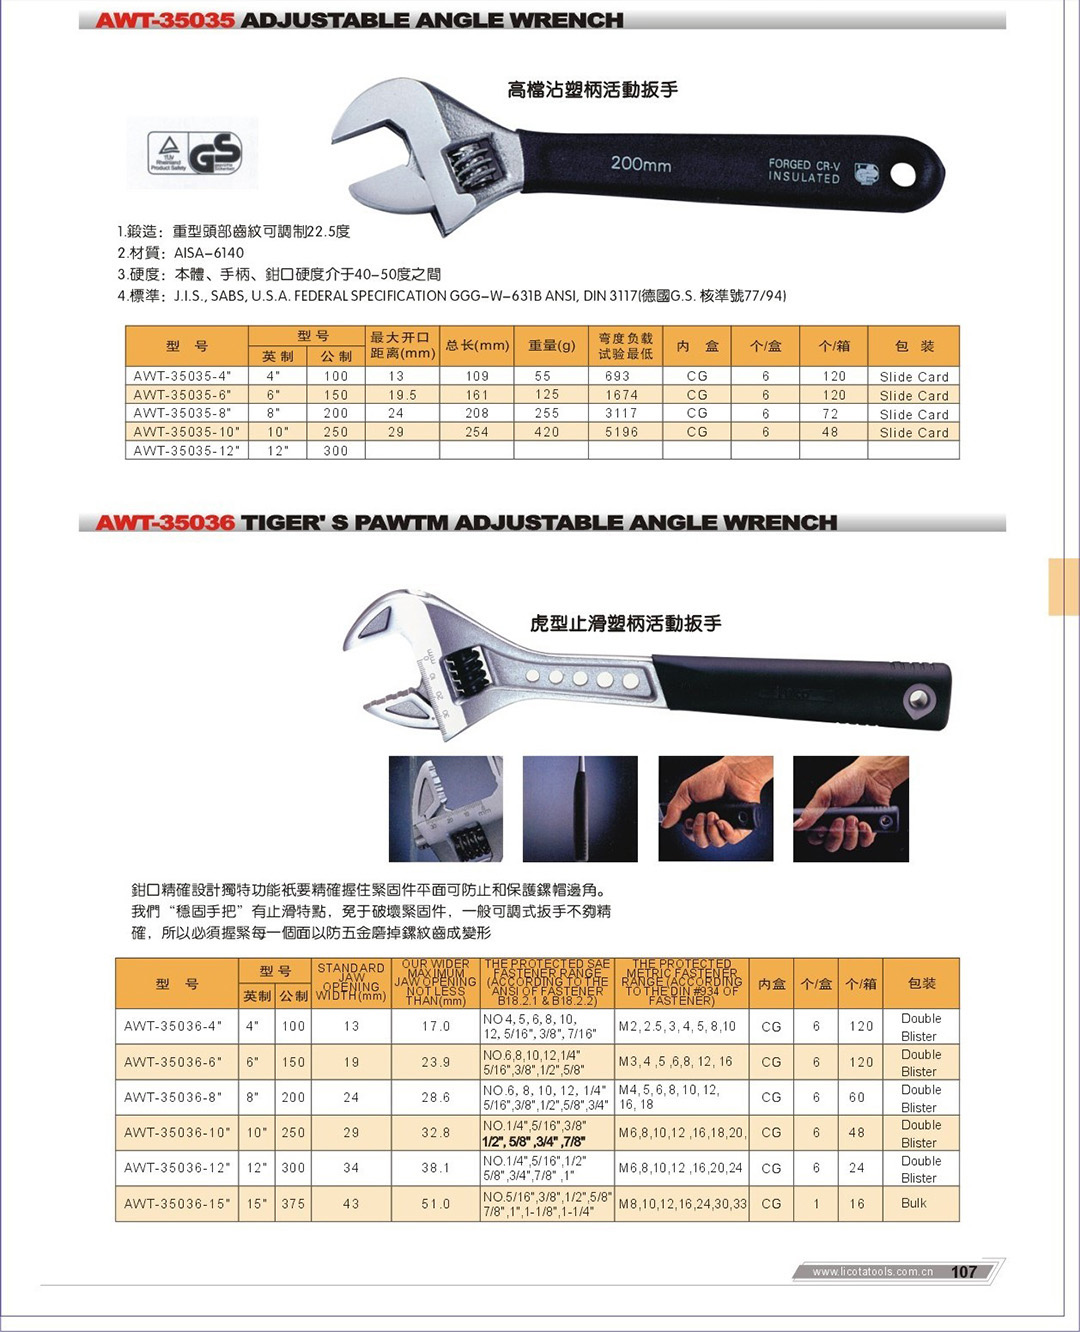 AWT-35035 ADJUSTABLE ANGLE WRENCH
高檔沾塑柄活動扳手
TÜV
Rheinland
Product Safety
GS
200mm
FORGED CR-V
INSULATED
1.鍛造：重型頭部齒紋可調制22.5度
2.材質：AISA-6140
3.硬度：本體、手柄、鉗口硬度介于40-50度之間
4.標準：J.I.S., SABS, U.S.A. FEDERAL SPECIFICATION GGG-W-631B ANSI, DIN 3117(德國G.S. 核準號77/94)
型 号 型 号 英制 公制 最大开口距离(mm) 总长(mm) 重量(g) 弯度负载试验最低 内 盒 个/盒 个/箱 包 装
AWT-35035-4" 4" 100 13 109 55 693 CG 6 120 Slide Card
AWT-35035-6" 6" 150 19.5 161 125 1674 CG 6 120 Slide Card
AWT-35035-8" 8" 200 24 208 255 3117 CG 6 72 Slide Card
AWT-35035-10" 10" 250 29 254 420 5196 CG 6 48 Slide Card
AWT-35035-12" 12" 300
AWT-35036 TIGER' S PAWTM ADJUSTABLE ANGLE WRENCH
虎型止滑塑柄活動扳手
mm 0 10 20 30
鉗口精確設計獨特功能祇要精確握住緊固件平面可防止和保護鏍帽邊角。
我們“穩固手把”有止滑特點，冤于破壞緊固件，一般可調式扳手不夠精
確，所以必須握緊每一個面以防五金磨掉鏍紋齒成變形
型 号 型 号 英制 公制 STANDARD JAW OPENING WIDTH(mm) OUR WIDER MAXIMUM JAW OPENING NOT LESS THAN(mm) THE PROTECTED SAE FASTENER RANGE (ACCORDING TO THE ANSI OF FASTENER B18.2.1 & B18.2.2) THE PROTECTED METRIC FASTENER RANGE (ACCORDING TO THE DIN #934 OF FASTENER) 内盒 个/盒 个/箱 包装
AWT-35036-4" 4" 100 13 17.0 NO 4, 5, 6, 8, 10, 12, 5/16", 3/8", 7/16" M2, 2.5, 3, 4, 5, 8,10 CG 6 120 Double Blister
AWT-35036-6" 6" 150 19 23.9 NO.6,8,10,12,1/4" 5/16",3/8",1/2",5/8" M3,4 ,5 ,6,8, 12, 16 CG 6 120 Double Blister
AWT-35036-8" 8" 200 24 28.6 NO.6, 8, 10, 12, 1/4" 5/16",3/8",1/2",5/8",3/4" M4, 5, 6, 8, 10, 12, 16, 18 CG 6 60 Double Blister
AWT-35036-10" 10" 250 29 32.8 NO.1/4",5/16",3/8" 1/2", 5/8" ,3/4" ,7/8" M6,8,10,12 ,16,18,20, CG 6 48 Double Blister
AWT-35036-12" 12" 300 34 38.1 NO.1/4",5/16",1/2" 5/8",3/4",7/8" ,1" M6,8,10,12 ,16,20,24 CG 6 24 Double Blister
AWT-35036-15" 15" 375 43 51.0 NO.5/16",3/8",1/2",5/8" 7/8",1",1-1/8",1-1/4" M8,10,12,16,24,30,33 CG 1 16 Bulk
www.licotatools.com.cn 107